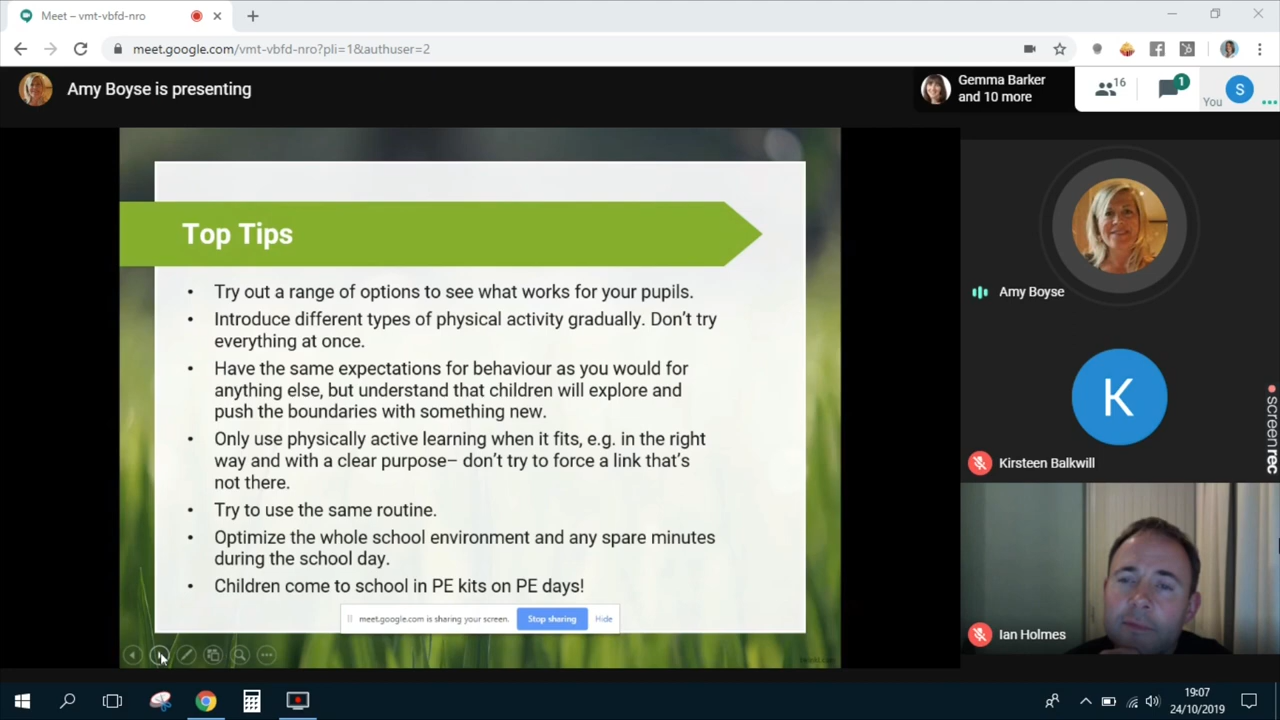 Meet – vmt-vbfd-nro
meet.google.com/vmt-vbfd-nro?pli=1&authuser=2
Amy Boyse is presenting
Gemma Barker
and 10 more
16
1
You
S
Top Tips
• Try out a range of options to see what works for your pupils.
• Introduce different types of physical activity gradually. Don't try
everything at once.
• Have the same expectations for behaviour as you would for
anything else, but understand that children will explore and
push the boundaries with something new.
• Only use physically active learning when it fits, e.g. in the right
way and with a clear purpose– don't try to force a link that's
not there.
• Try to use the same routine.
• Optimize the whole school environment and any spare minutes
during the school day.
• Children come to school in PE kits on PE days!
meet.google.com is sharing your screen.
Stop sharing
Hide
Amy Boyse
K
Kirsteen Balkwill
Ian Holmes
screenrec
19:07
24/10/2019